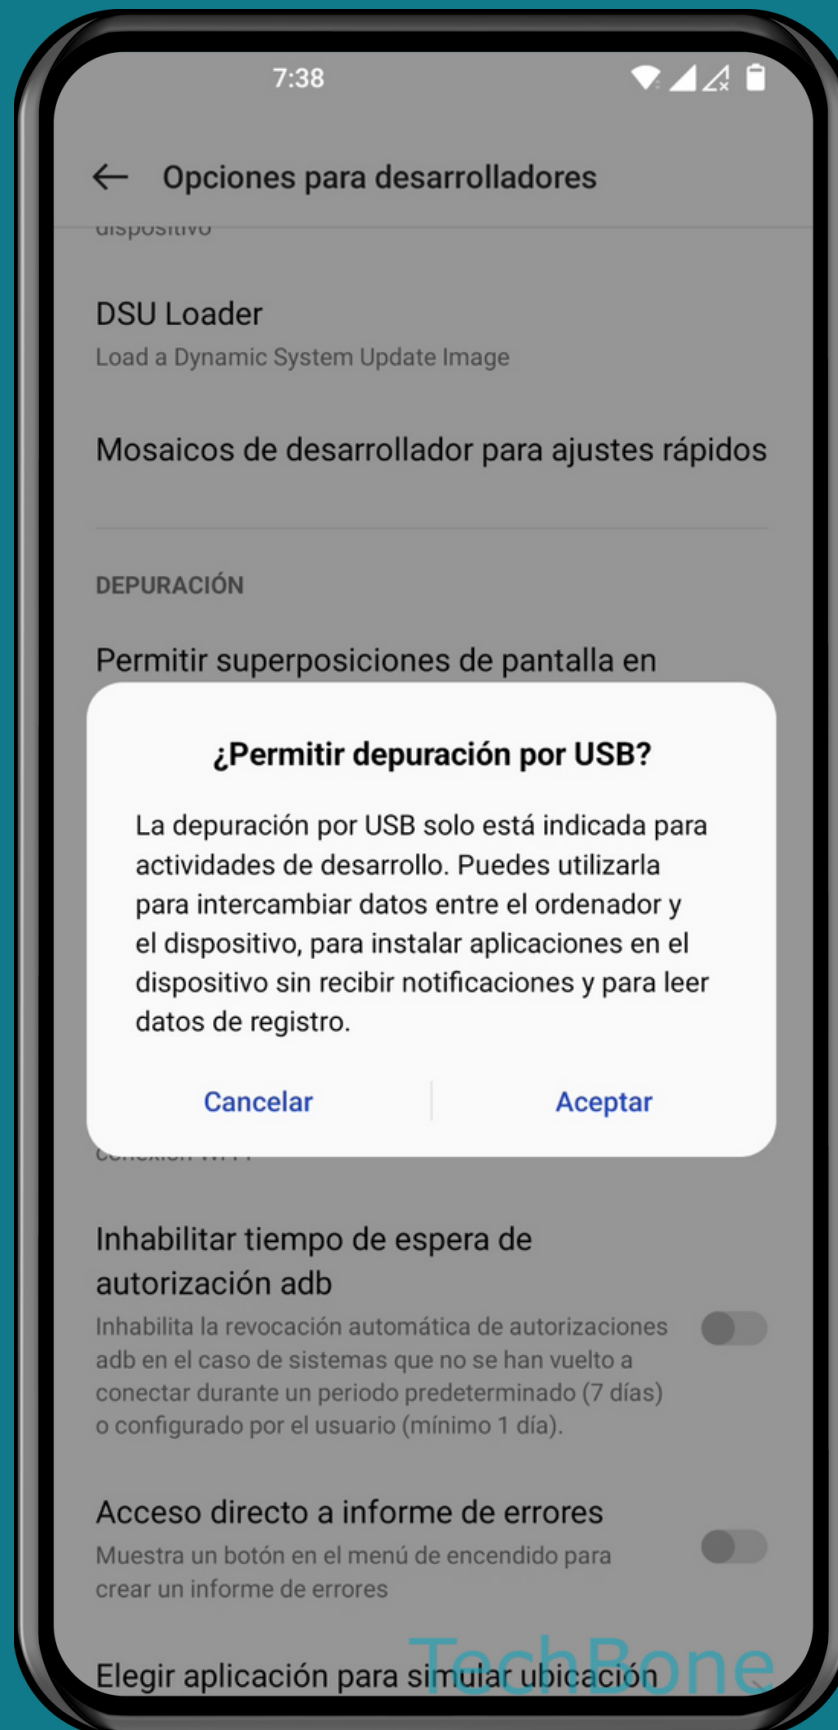 7:38
Opciones para desarrolladores
dispositivo
DSU Loader
Load a Dynamic System Update Image
Mosaicos de desarrollador para ajustes rápidos
DEPURACIÓN
Permitir superposiciones de pantalla en
¿Permitir depuración por USB?
La depuración por USB solo está indicada para
actividades de desarrollo. Puedes utilizarla
para intercambiar datos entre el ordenador y
el dispositivo, para instalar aplicaciones en el
dispositivo sin recibir notificaciones y para leer
datos de registro.
Cancelar Aceptar
conexión Wi-Fi
Inhabilitar tiempo de espera de
autorización adb
Inhabilita la revocación automática de autorizaciones
adb en el caso de sistemas que no se han vuelto a
conectar durante un periodo predeterminado (7 días)
o configurado por el usuario (mínimo 1 día).
Acceso directo a informe de errores
Muestra un botón en el menú de encendido para
crear un informe de errores
Elegir aplicación para simular ubicación
TechBone